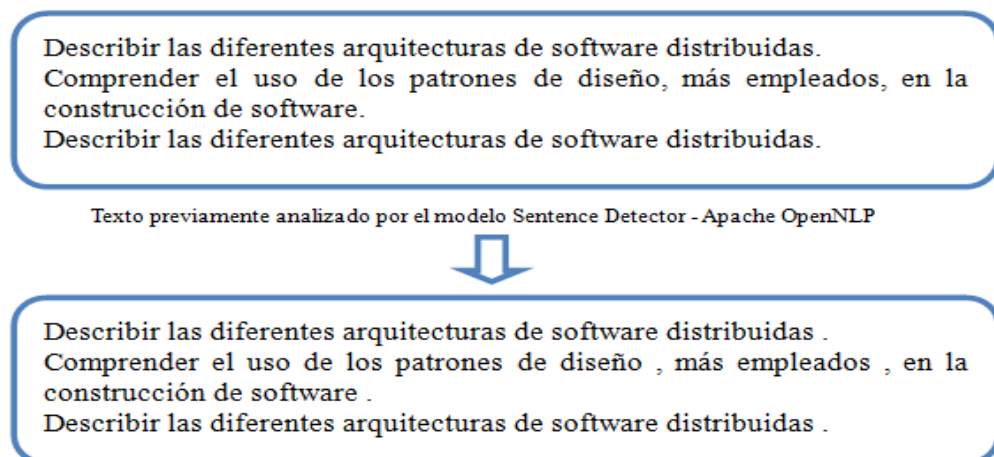 Describir las diferentes arquitecturas de software distribuidas.
Comprender el uso de los patrones de diseño, más empleados, en la
construcción de software.
Describir las diferentes arquitecturas de software distribuidas.
Texto previamente analizado por el modelo Sentence Detector - Apache OpenNLP
Describir las diferentes arquitecturas de software distribuidas .
Comprender el uso de los patrones de diseño , más empleados , en la
construcción de software .
Describir las diferentes arquitecturas de software distribuidas .